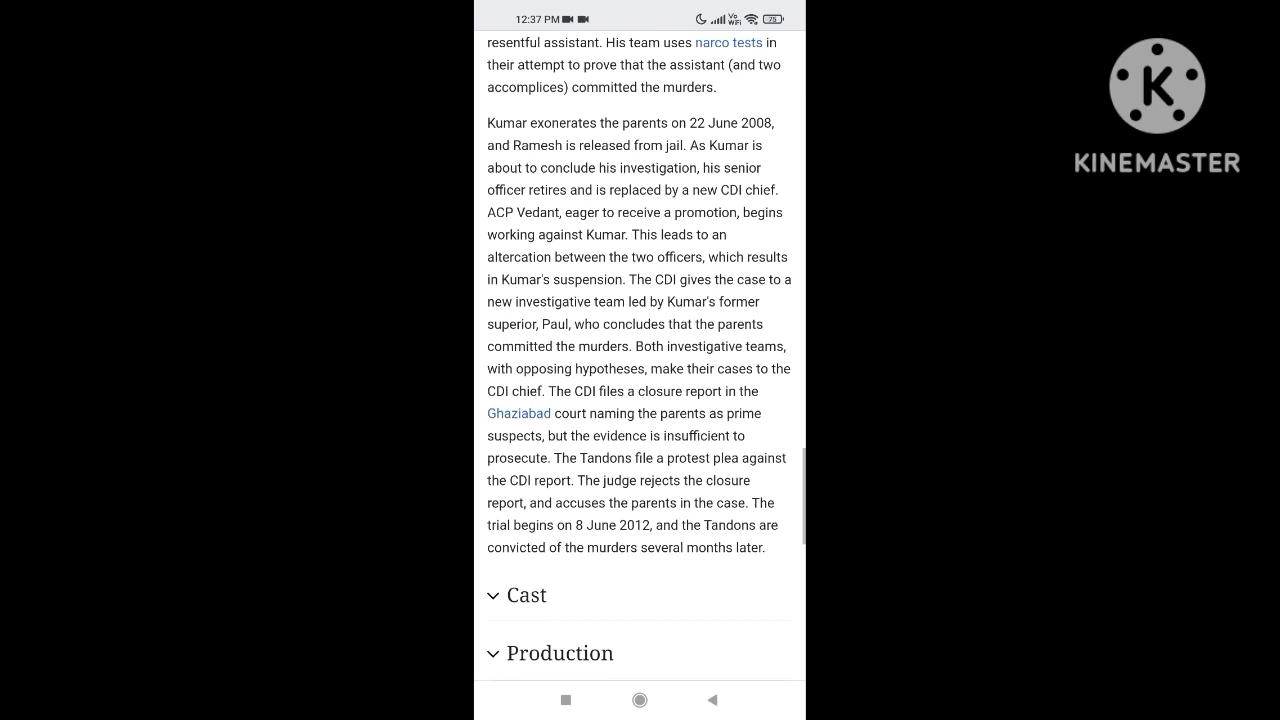 12:37 PM
Vo
WiFi
75
resentful assistant. His team uses narco tests in
their attempt to prove that the assistant (and two
accomplices) committed the murders.
Kumar exonerates the parents on 22 June 2008,
and Ramesh is released from jail. As Kumar is
about to conclude his investigation, his senior
officer retires and is replaced by a new CDI chief.
ACP Vedant, eager to receive a promotion, begins
working against Kumar. This leads to an
altercation between the two officers, which results
in Kumar's suspension. The CDI gives the case to a
new investigative team led by Kumar's former
superior, Paul, who concludes that the parents
committed the murders. Both investigative teams,
with opposing hypotheses, make their cases to the
CDI chief. The CDI files a closure report in the
Ghaziabad court naming the parents as prime
suspects, but the evidence is insufficient to
prosecute. The Tandons file a protest plea against
the CDI report. The judge rejects the closure
report, and accuses the parents in the case. The
trial begins on 8 June 2012, and the Tandons are
convicted of the murders several months later.
Cast
Production
K
KINEMASTER